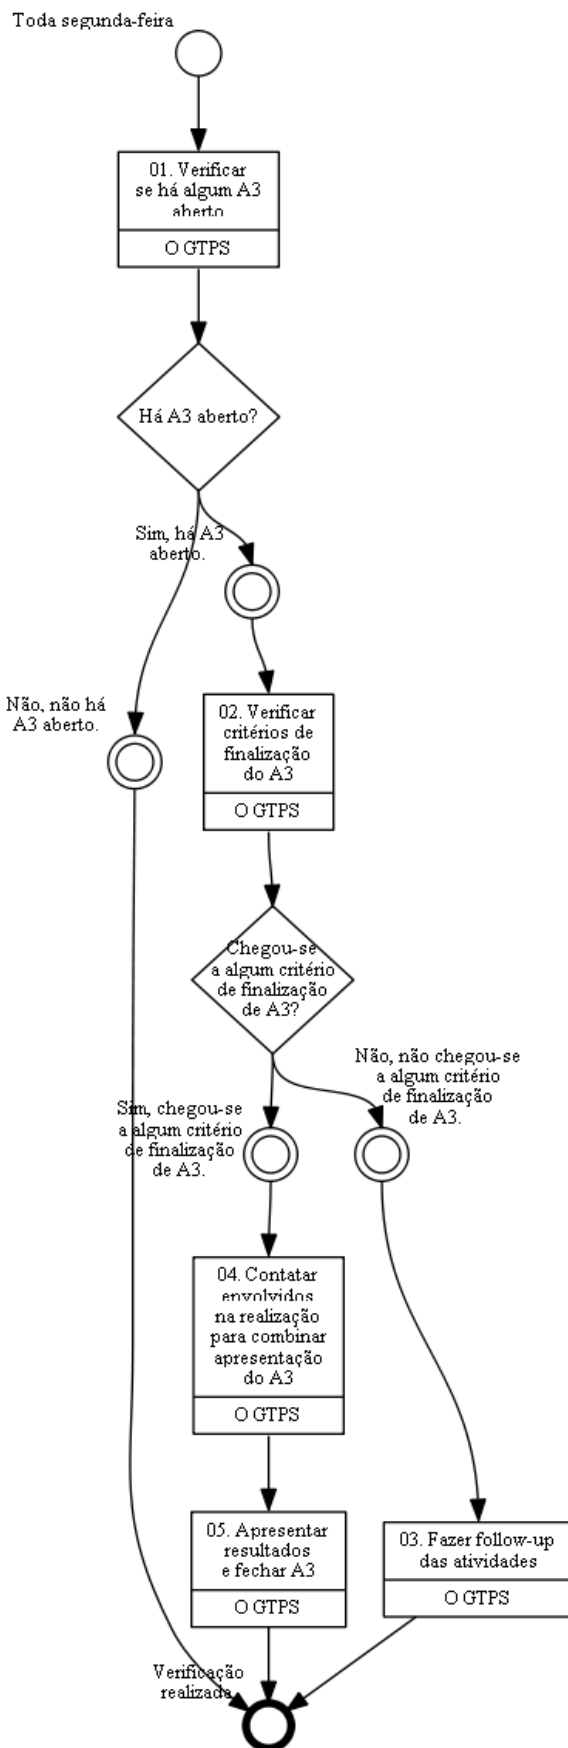 Toda segunda-feira
01. Verificar
se há algum A3
aberto
O GTPS
Há A3 aberto?
Sim, há A3
aberto.
Não, não há
A3 aberto.
02. Verificar
critérios de
finalização
do A3
O GTPS
Chegou-se
a algum critério
de finalização
de A3?
Não, não chegou-se
a algum critério
de finalização
de A3.
Sim, chegou-se
a algum critério
de finalização
de A3.
04. Contatar
envolvidos
na realização
para combinar
apresentação
do A3
O GTPS
05. Apresentar
resultados
e fechar A3
O GTPS
03. Fazer follow-up
das atividades
O GTPS
Verificação
realizada